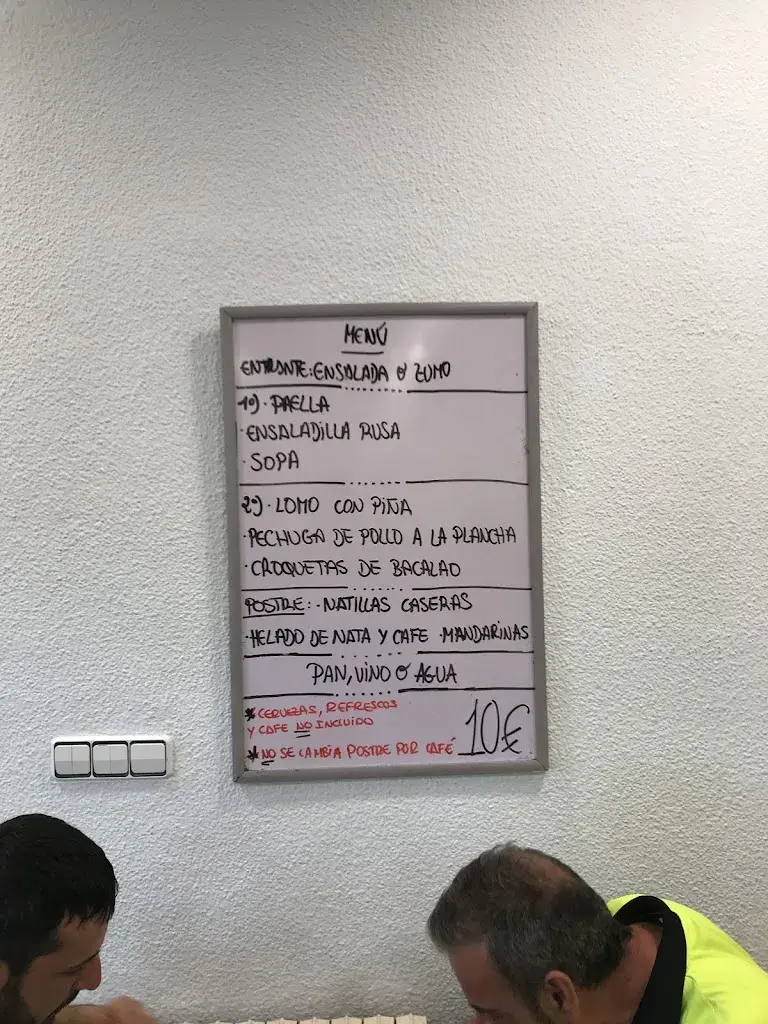 MENÚ
ENTRANTE: ENSALADA O ZUMO
1º) · PAELLA
· ENSALADILLA RUSA
· SOPA
2º) · LOMO CON PIÑA
· PECHUGA DE POLLO A LA PLANCHA
· CROQUETAS DE BACALAO
POSTRE: · NATILLAS CASERAS
· HELADO DE NATA Y CAFE · MANDARINAS
PAN, VINO O AGUA
* CERVEZAS, REFRESCOS
Y CAFE NO INCLUIDO
* NO SE CAMBIA POSTRE POR CAFÉ
10€